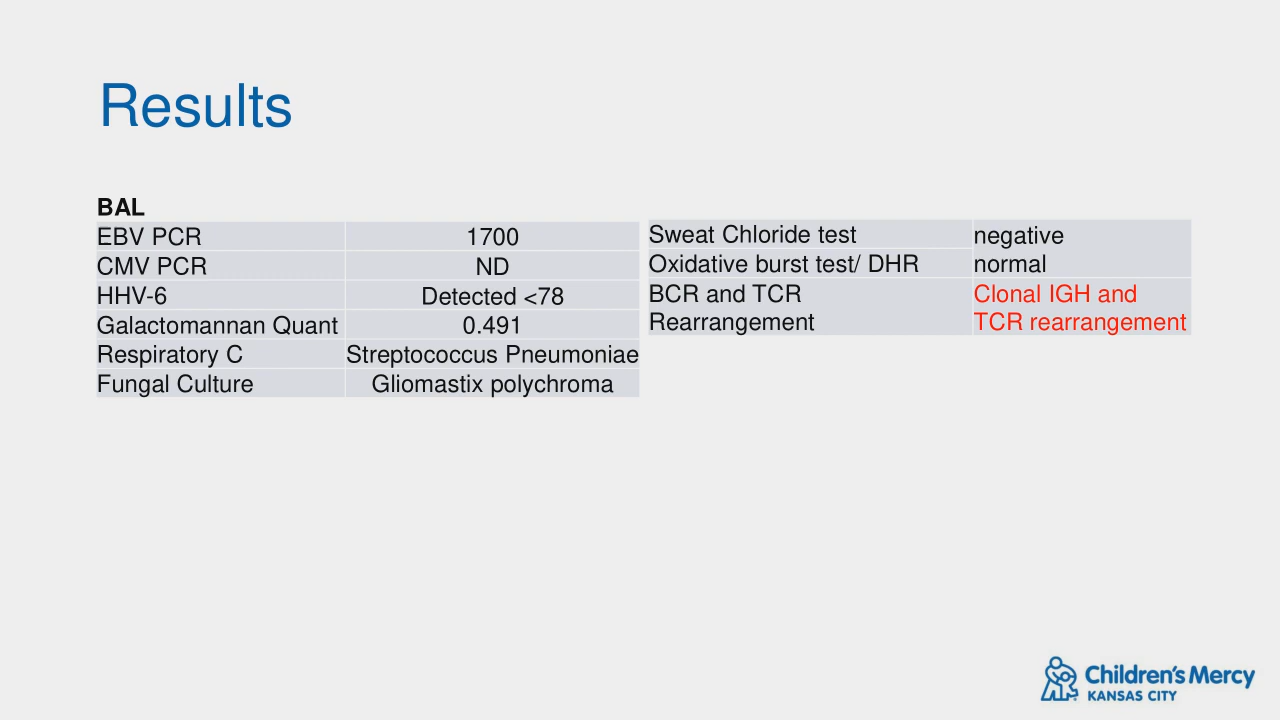 Results
BAL
EBV PCR 1700
CMV PCR ND
HHV-6 Detected <78
Galactomannan Quant 0.491
Respiratory C Streptococcus Pneumoniae
Fungal Culture Gliomastix polychroma
Sweat Chloride test negative
Oxidative burst test/ DHR normal
BCR and TCR Clonal IGH and
Rearrangement TCR rearrangement
Children's Mercy
KANSAS CITY